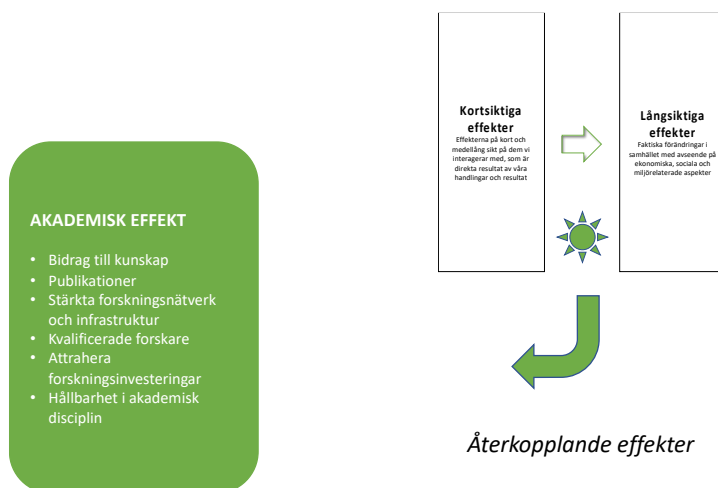 Kortsiktiga
effekter
Effekterna på kort och
medellång sikt på dem vi
interagerar med, som är
direkta resultat av våra
handlingar och resultat
Långsiktiga
effekter
Faktiska förändringar i
samhället med avseende på
ekonomiska, sociala och
miljörelaterade aspekter
AKADEMISK EFFEKT
• Bidrag till kunskap
• Publikationer
• Stärkta forskningsnätverk
och infrastruktur
• Kvalificerade forskare
• Attrahera
forskningsinvesteringar
• Hållbarhet i akademisk
disciplin
Återkopplande effekter